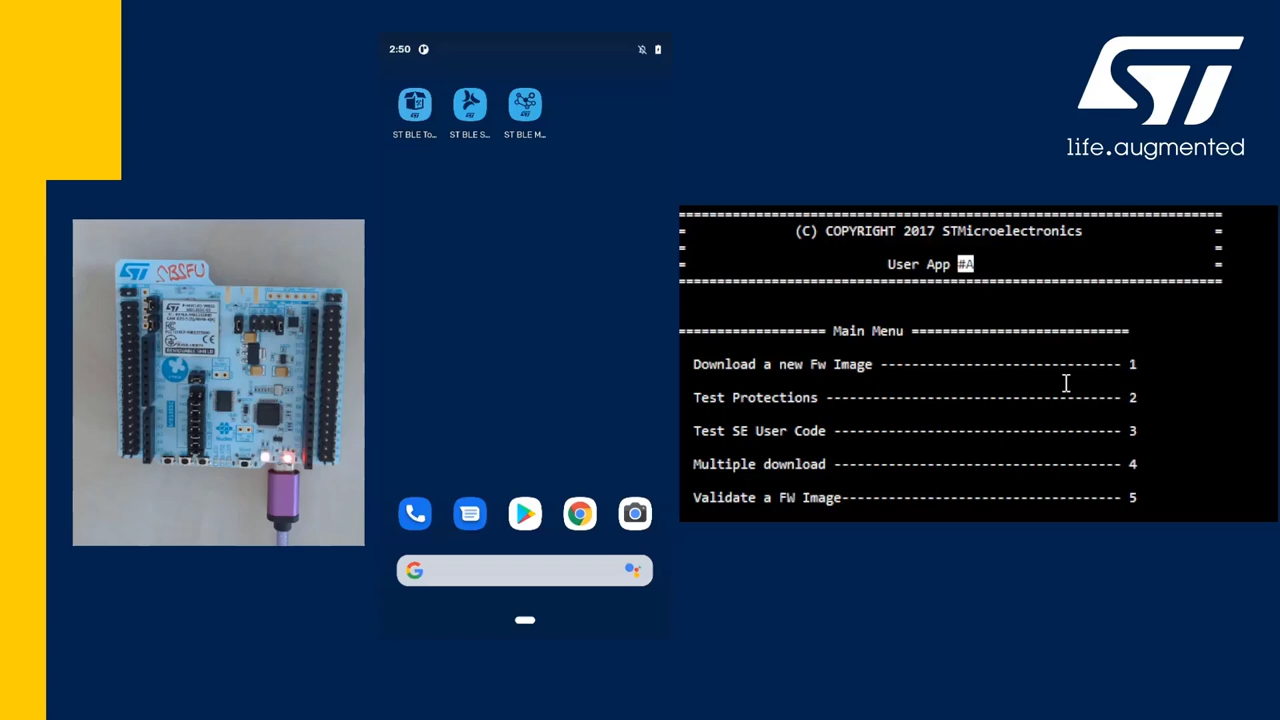 ST
life.augmented
2:50
ST BLE To...
ST BLE S...
ST BLE M...
ST SBSFU
================================================================
= (C) COPYRIGHT 2017 STMicroelectronics =
= =
= User App #A =
================================================================
=================== Main Menu ============================
Download a new Fw Image ------------------------------- 1
Test Protections -------------------------------------- 2
Test SE User Code ------------------------------------- 3
Multiple download ------------------------------------- 4
Validate a FW Image------------------------------------ 5